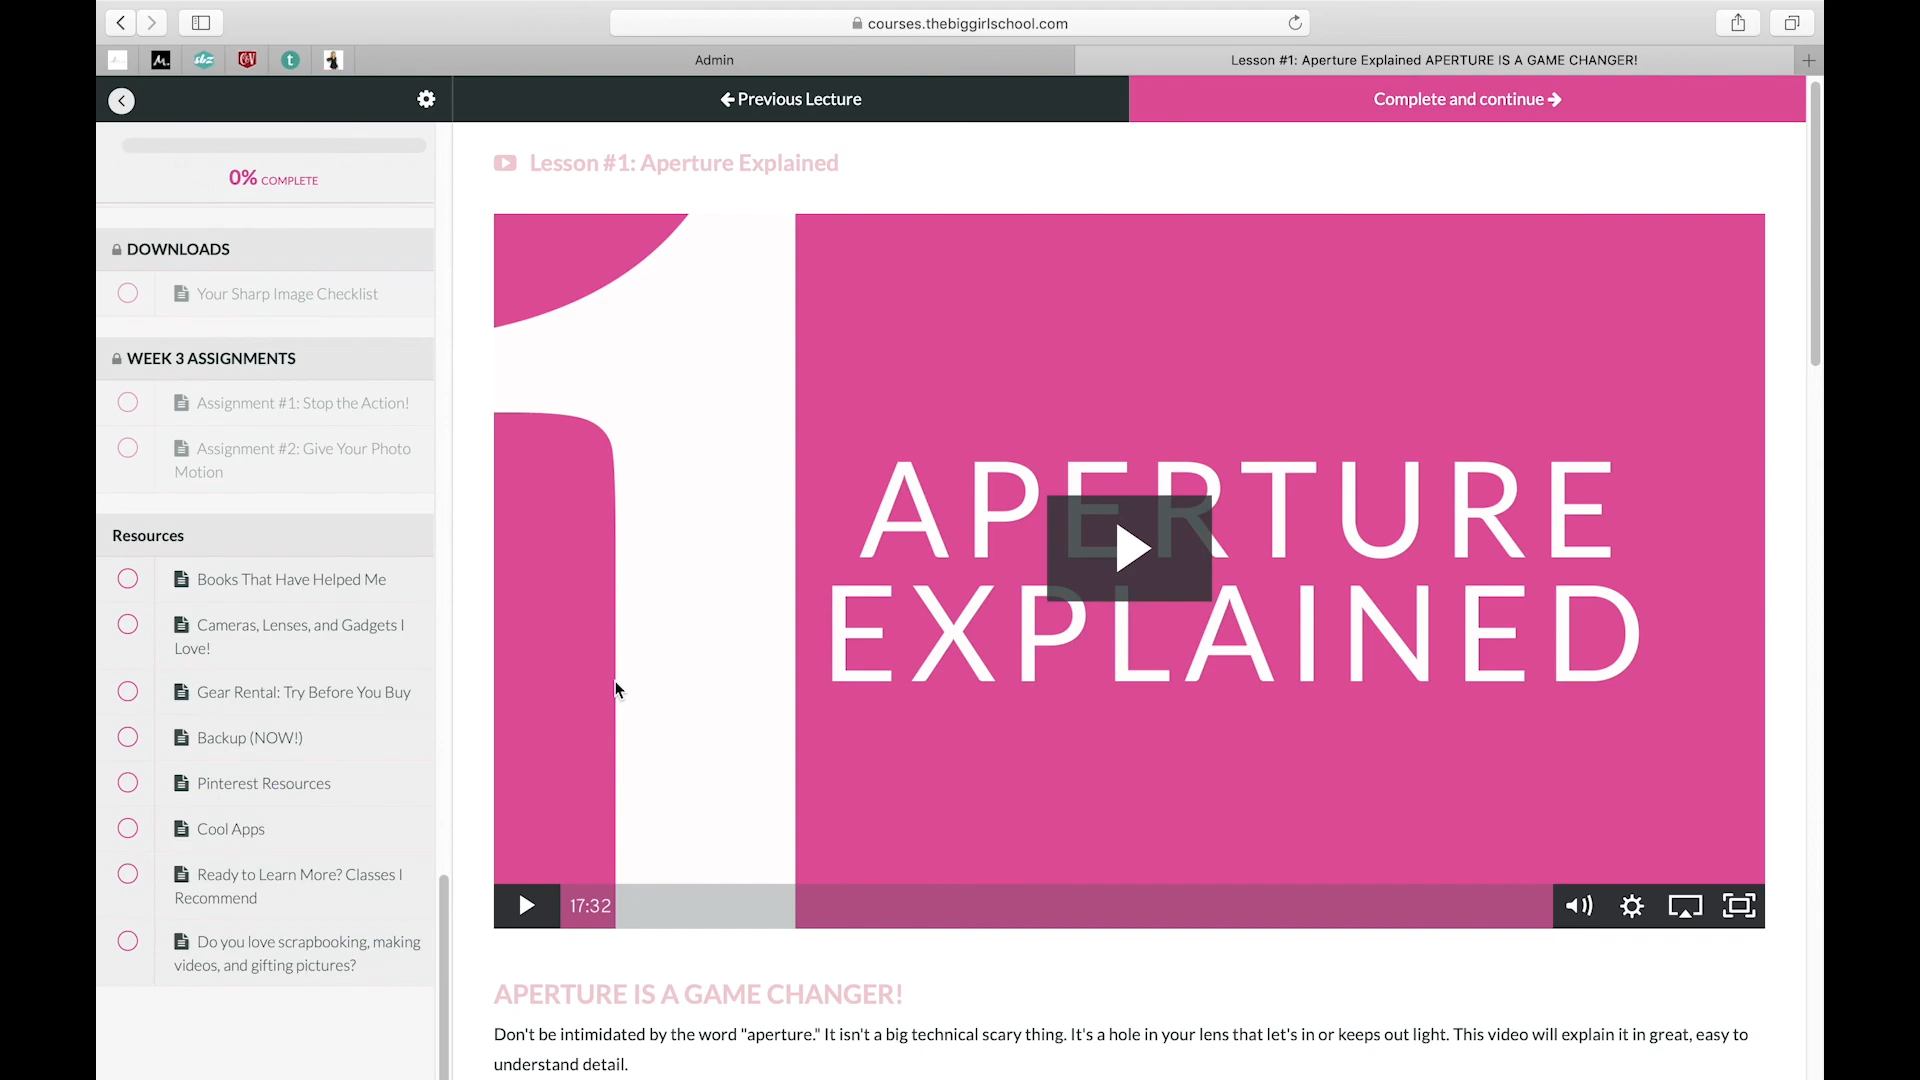 courses.thebiggirlschool.com
Admin
Lesson #1: Aperture Explained APERTURE IS A GAME CHANGER!
Previous Lecture
Complete and continue
0% COMPLETE
DOWNLOADS
Your Sharp Image Checklist
WEEK 3 ASSIGNMENTS
Assignment #1: Stop the Action!
Assignment #2: Give Your Photo
Motion
Resources
Books That Have Helped Me
Cameras, Lenses, and Gadgets I
Love!
Gear Rental: Try Before You Buy
Backup (NOW!)
Pinterest Resources
Cool Apps
Ready to Learn More? Classes I
Recommend
Do you love scrapbooking, making
videos, and gifting pictures?
Lesson #1: Aperture Explained
APERTURE
EXPLAINED
17:32
APERTURE IS A GAME CHANGER!
Don't be intimidated by the word "aperture." It isn't a big technical scary thing. It's a hole in your lens that let's in or keeps out light. This video will explain it in great, easy to
understand detail.